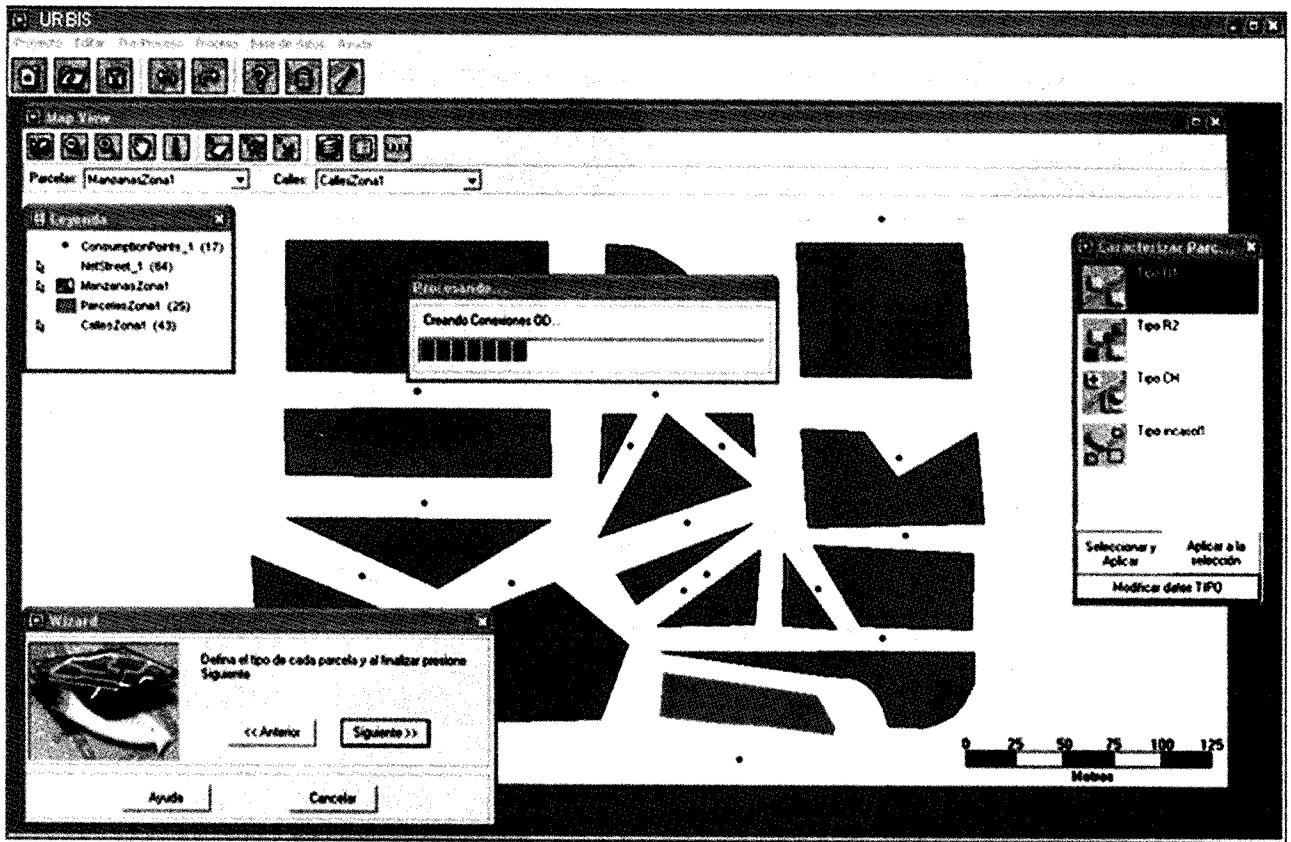 URBIS
Proyecto Editar Pre-Proceso Proceso Base de datos Ayuda
Map View
Parcelas: ManzanasZona1 Calles: CallesZona1
Leyenda
ConsumptionPoints_1 (17)
NetStreet_1 (64)
ManzanasZona1
ParcelasZona1 (25)
CallesZona1 (43)
Procesando...
Creando Conexiones OD...
Caracterizar Parc...
Tipo R2
Tipo CH
Tipo incasol1
Seleccionar y Aplicar
Aplicar a la selección
Modificar datos TIPO
Wizard
Defina el tipo de cada parcela y al finalizar presione
Siguiente
<< Anterior Siguiente >>
Ayuda Cancelar
0 25 50 75 100 125
Metros